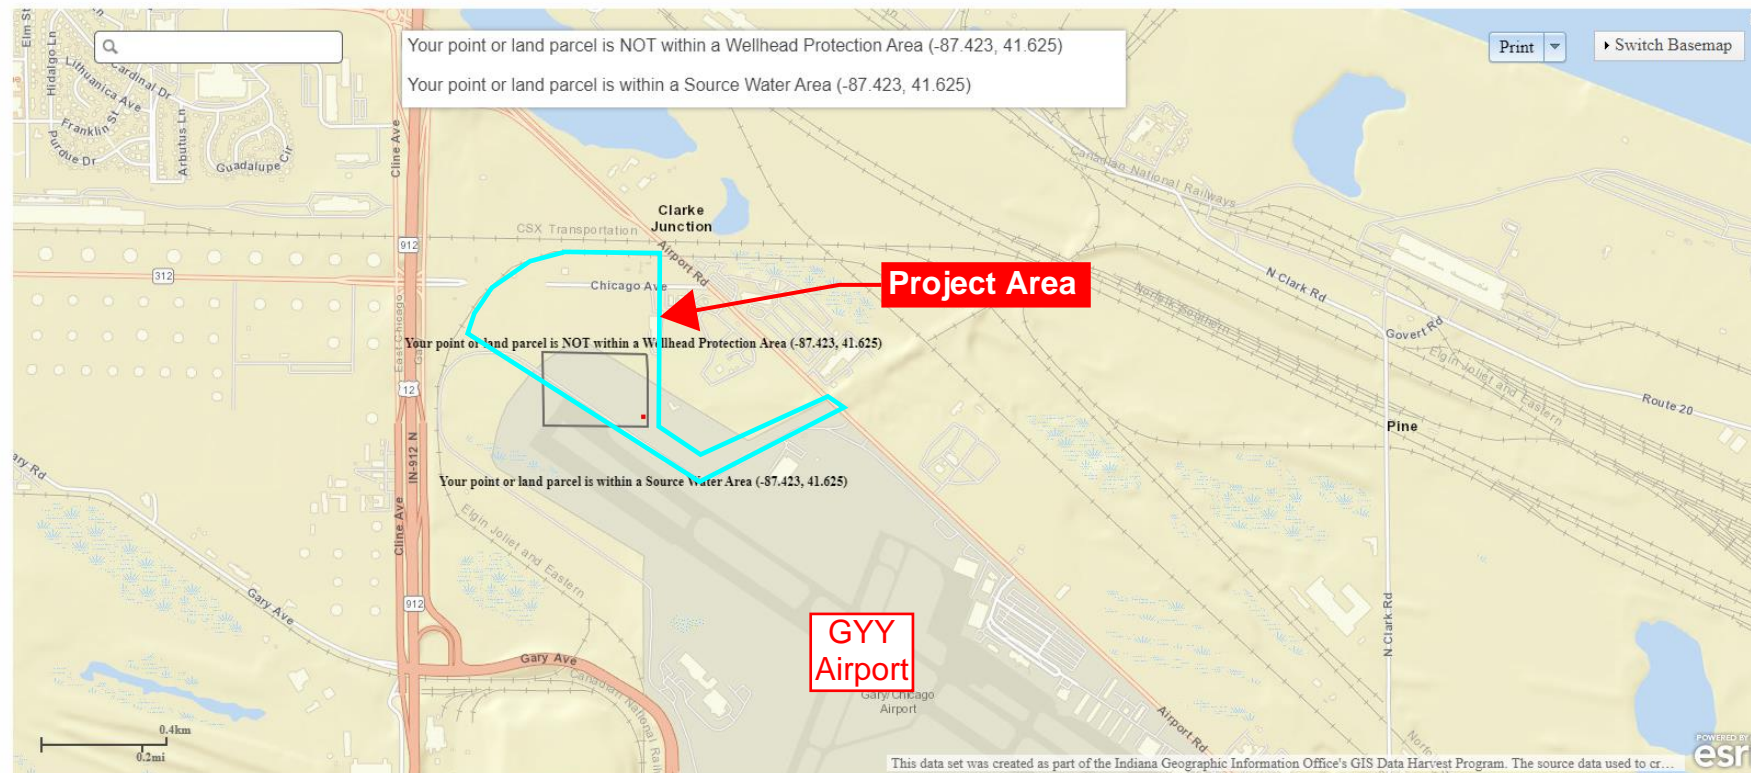 Elm St
Hidalgo Ln
Lithuanica Ave
Cardinal Dr
Franklin St
Purdue Dr
Arbutus Ln
Guadalupe Cir
Cline Ave
Your point or land parcel is NOT within a Wellhead Protection Area (-87.423, 41.625)
Your point or land parcel is within a Source Water Area (-87.423, 41.625)
Print
Switch Basemap
Canadian National Railways
Clarke
Junction
CSX Transportation
912
312
Airport Rd
Chicago Ave
Project Area
N Clark Rd
Norfolk Southern
Govert Rd
Elgin Joliet and Eastern
Route 20
East Chicago
Your point or land parcel is NOT within a Wellhead Protection Area (-87.423, 41.625)
12
Pine
IN-912 N
Your point or land parcel is within a Source Water Area (-87.423, 41.625)
Cline Ave
Elgin Joliet and Eastern
Gary Ave
912
GYY
Airport
N Clark Rd
Gary Ave
Gary/Chicago
Airport
Airport Rd
0.4km
0.2mi
This data set was created as part of the Indiana Geographic Information Office's GIS Data Harvest Program. The source data used to cr...
POWERED BY
esri